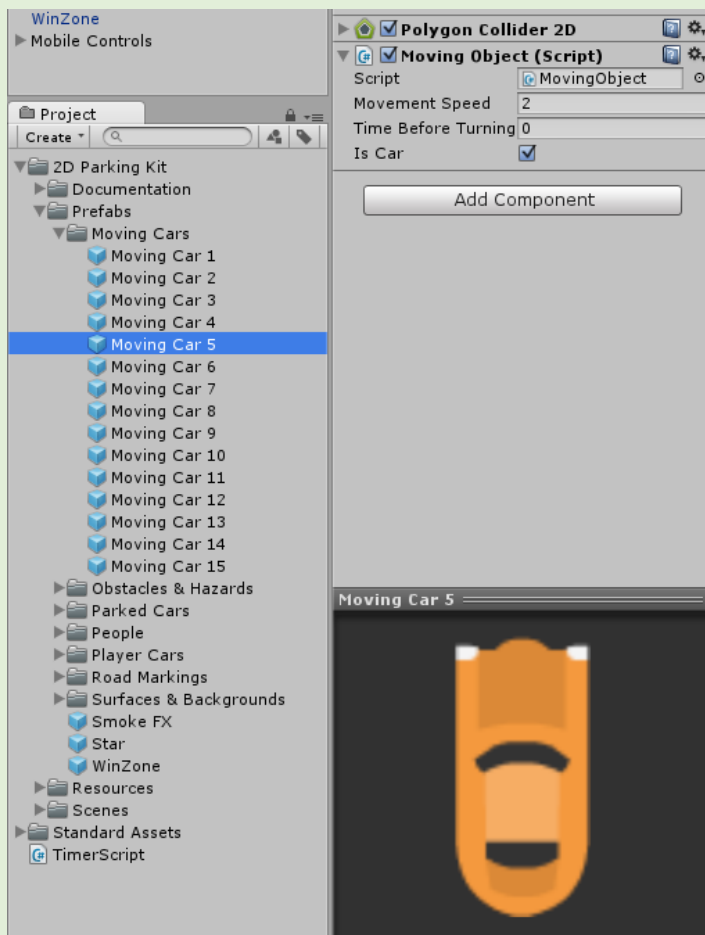 WinZone
Mobile Controls
Project
Create
2D Parking Kit
Documentation
Prefabs
Moving Cars
Moving Car 1
Moving Car 2
Moving Car 3
Moving Car 4
Moving Car 5
Moving Car 6
Moving Car 7
Moving Car 8
Moving Car 9
Moving Car 10
Moving Car 11
Moving Car 12
Moving Car 13
Moving Car 14
Moving Car 15
Obstacles & Hazards
Parked Cars
People
Player Cars
Road Markings
Surfaces & Backgrounds
Smoke FX
Star
WinZone
Resources
Scenes
Standard Assets
TimerScript
Polygon Collider 2D
Moving Object (Script)
Script MovingObject
Movement Speed 2
Time Before Turning 0
Is Car
Add Component
Moving Car 5